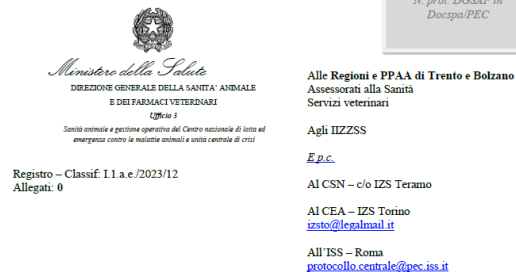 N. prot. DGSAF in
Docspa/PEC
Ministero della Salute
DIREZIONE GENERALE DELLA SANITA' ANIMALE
E DEI FARMACI VETERINARI
Ufficio 3
Sanità animale e gestione operativa del Centro nazionale di lotta ed
emergenza contro le malattie animali e unità centrale di crisi
Registro – Classif: I.1.a.e./2023/12
Allegati: 0
Alle Regioni e PPAA di Trento e Bolzano
Assessorati alla Sanità
Servizi veterinari
Agli IIZZSS
E p.c.
Al CSN – c/o IZS Teramo
Al CEA – IZS Torino
izsto@legalmail.it
All'ISS – Roma
protocollo.centrale@pec.iss.it